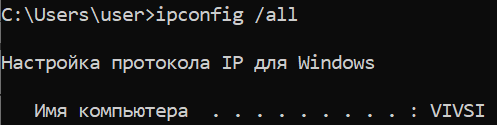 C:\Users\user>ipconfig /all
Настройка протокола IP для Windows
Имя компьютера . . . . . . . . . : VIVSI